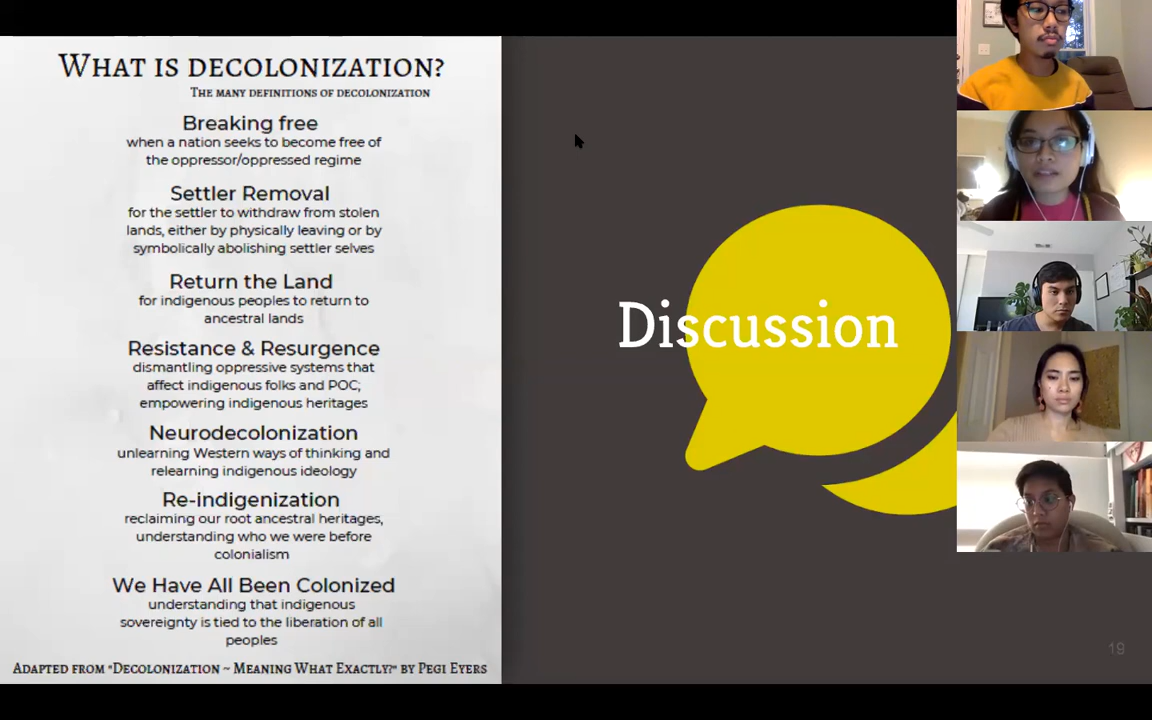 What is decolonization?
The many definitions of decolonization
Breaking free
when a nation seeks to become free of
the oppressor/oppressed regime
Settler Removal
for the settler to withdraw from stolen
lands, either by physically leaving or by
symbolically abolishing settler selves
Return the Land
for indigenous peoples to return to
ancestral lands
Resistance & Resurgence
dismantling oppressive systems that
affect indigenous folks and POC;
empowering indigenous heritages
Neurodecolonization
unlearning Western ways of thinking and
relearning indigenous ideology
Re-indigenization
reclaiming our root ancestral heritages,
understanding who we were before
colonialism
We Have All Been Colonized
understanding that indigenous
sovereignty is tied to the liberation of all
peoples
Adapted from "Decolonization ~ Meaning What Exactly?" by Pegi Eyers
Discussion
19